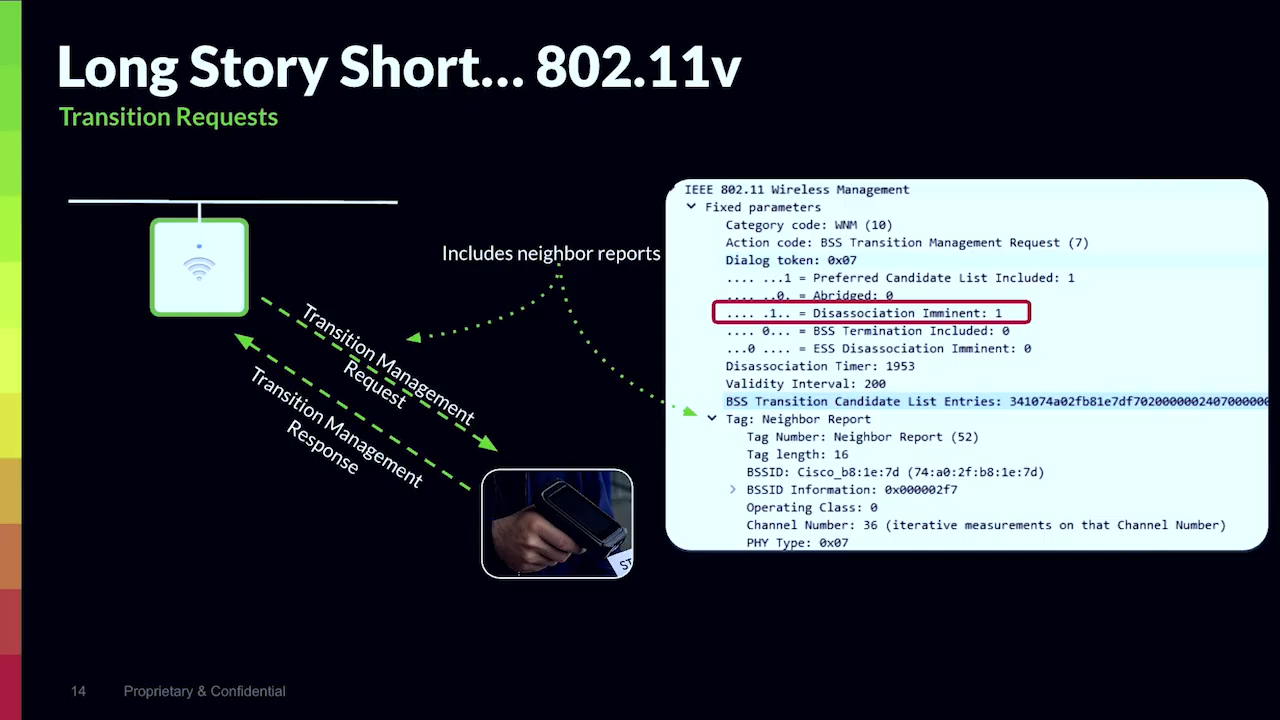 Long Story Short... 802.11v
Transition Requests
Includes neighbor reports
Transition Management
Request
Transition Management
Response
ST
IEEE 802.11 Wireless Management
Fixed parameters
Category code: WNM (10)
Action code: BSS Transition Management Request (7)
Dialog token: 0x07
.... ...1 = Preferred Candidate List Included: 1
.... ..0. = Abridged: 0
.... .1.. = Disassociation Imminent: 1
.... 0... = BSS Termination Included: 0
...0 .... = ESS Disassociation Imminent: 0
Disassociation Timer: 1953
Validity Interval: 200
BSS Transition Candidate List Entries: 341074a02fb81e7df7020000002407000000
Tag: Neighbor Report
Tag Number: Neighbor Report (52)
Tag length: 16
BSSID: Cisco_b8:1e:7d (74:a0:2f:b8:1e:7d)
BSSID Information: 0x000002f7
Operating Class: 0
Channel Number: 36 (iterative measurements on that Channel Number)
PHY Type: 0x07
14 Proprietary & Confidential